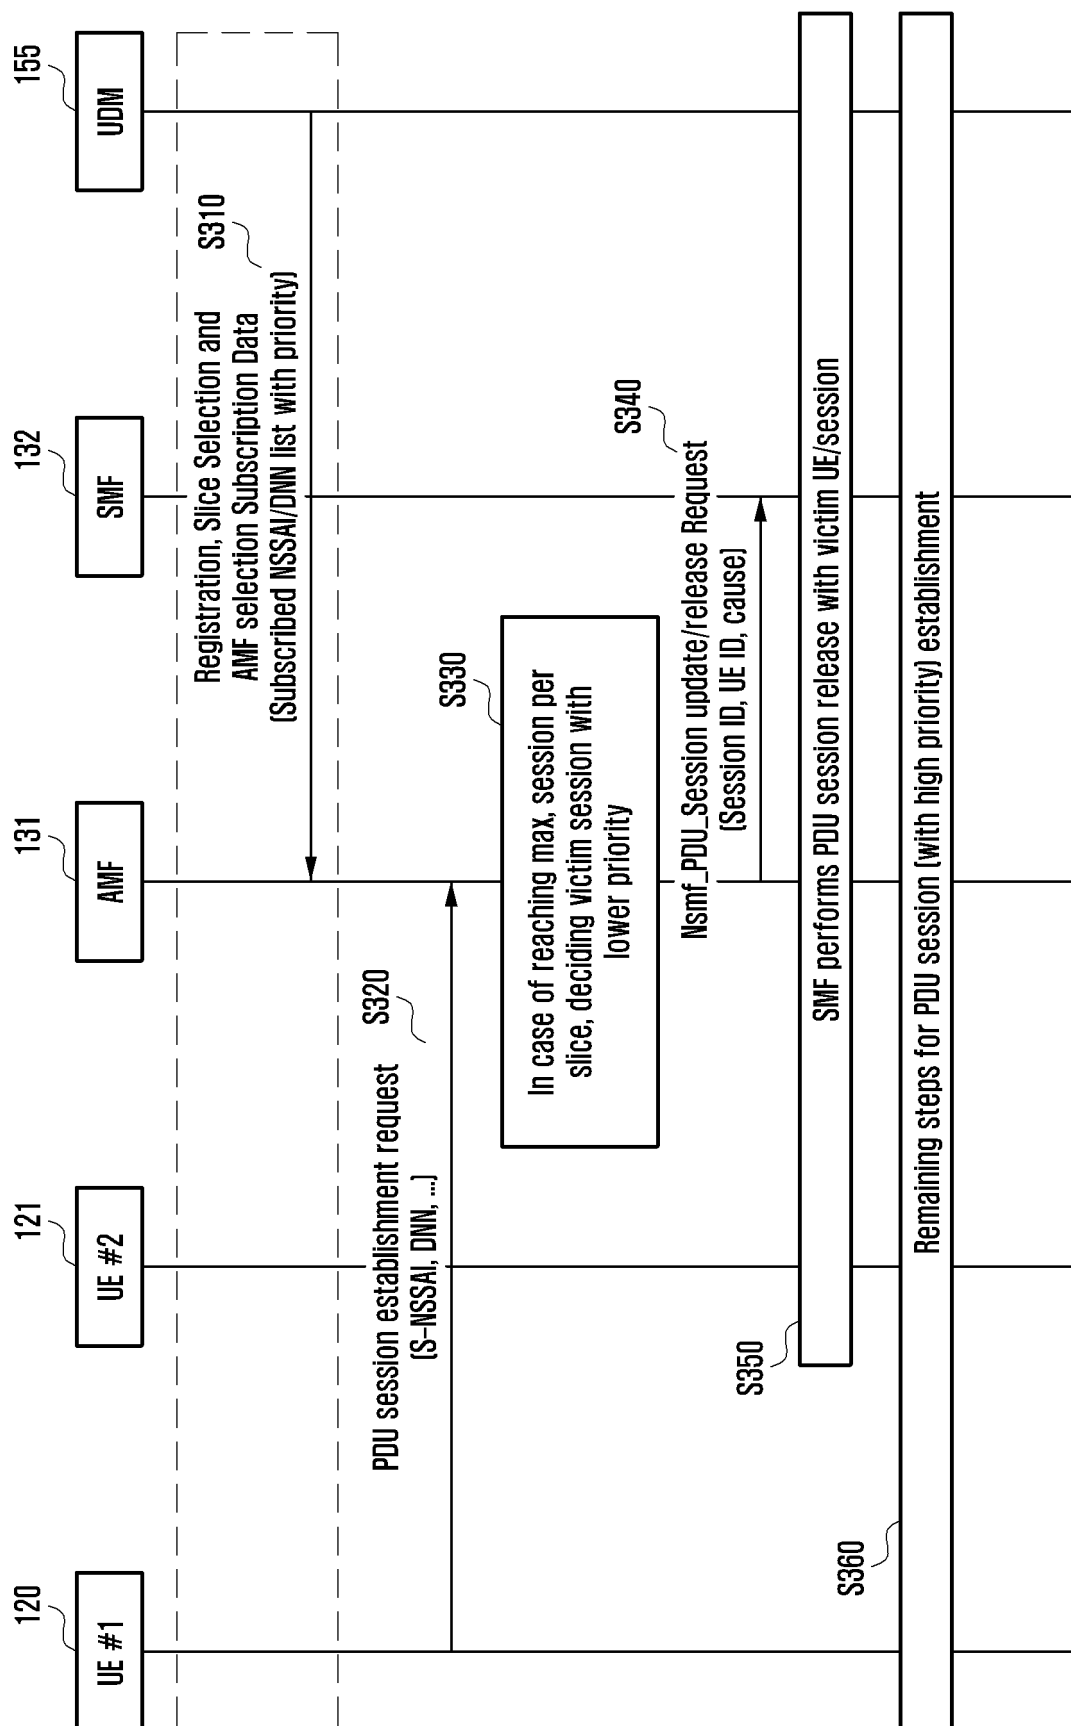 120
121
131
132
155
UE #1
UE #2
AMF
SMF
UDM
Registration, Slice Selection and
AMF selection Subscription Data
(Subscribed NSSAI/DNN list with priority)
S310
PDU session establishment request
(S-NSSAI, DNN, ...)
S320
S330
In case of reaching max, session per
slice, deciding victim session with
lower priority
S340
Nsmf_PDU_Session update/release Request
(Session ID, UE ID, cause)
S350
SMF performs PDU session release with victim UE/session
S360
Remaining steps for PDU session (with high priority) establishment